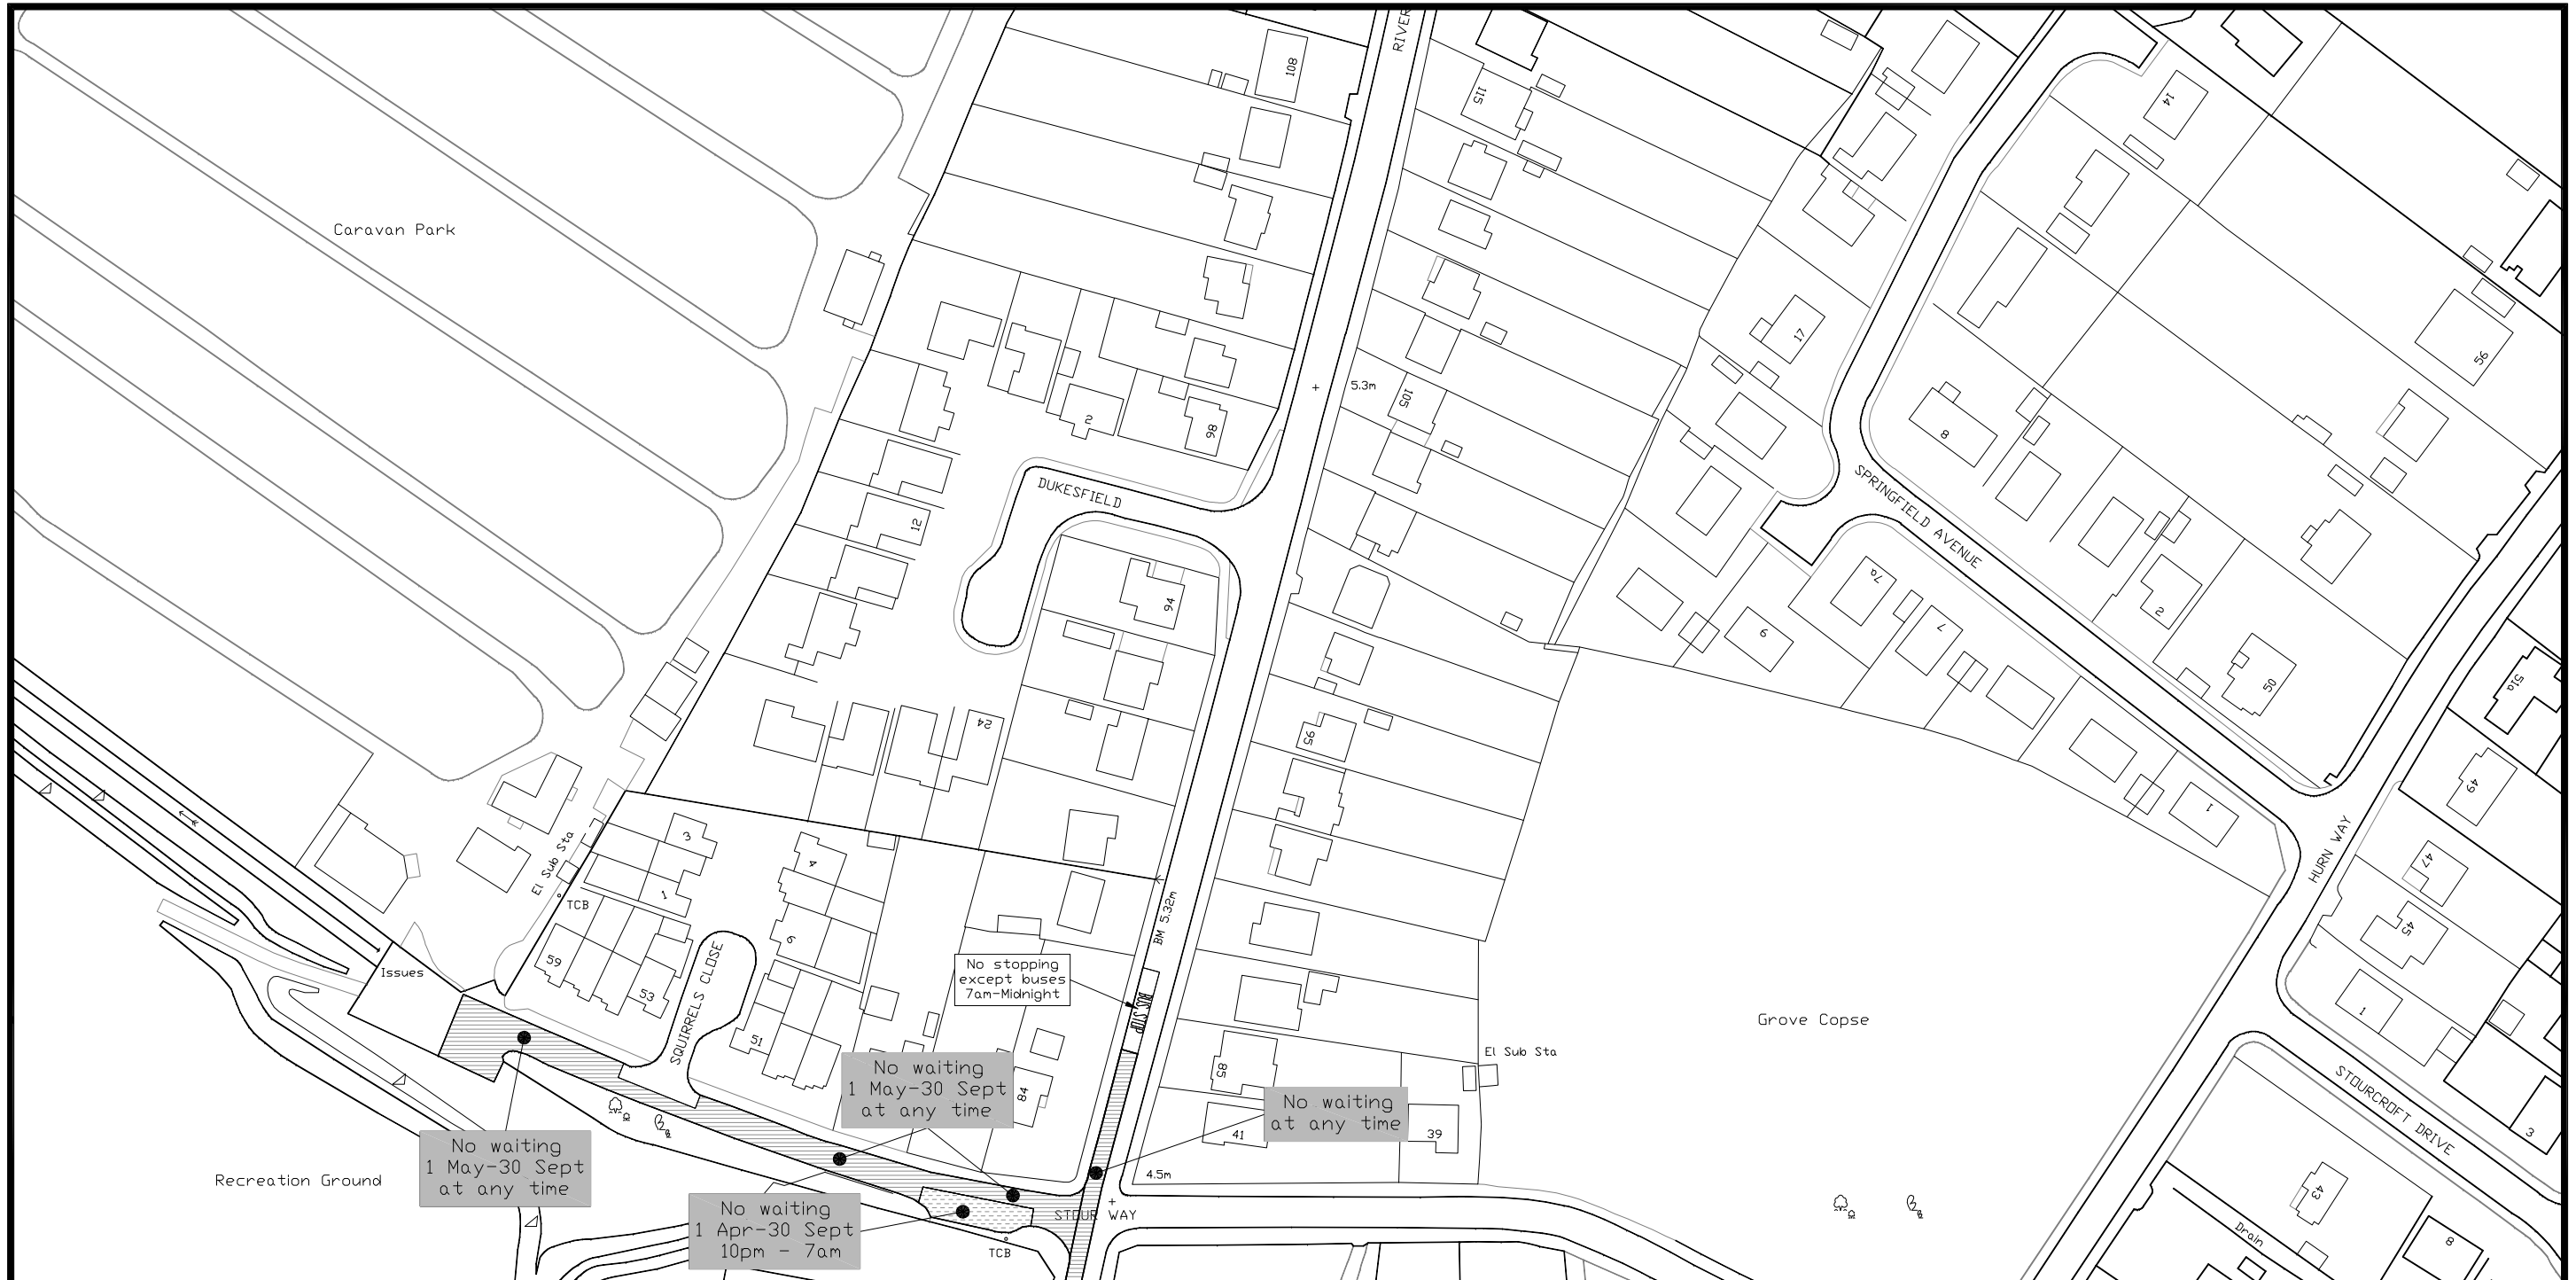 RIVER
108
115
14
Caravan Park
17
56
5.3m
105
2
98
8
DUKESFIELD
SPRINGFIELD AVENUE
12
94
7a
7
9
2
50
51a
24
95
49
1
HURN WAY
47
45
1
3
4
El Sub Sta
1
TCB
BM 5.32m
59
53
6
SQUIRRELS CLOSE
51
Issues
No stopping
except buses
7am-Midnight
BUS STOP
Grove Copse
El Sub Sta
85
84
No waiting
1 May-30 Sept
at any time
No waiting
at any time
41
39
STOURCROFT DRIVE
3
No waiting
1 May-30 Sept
at any time
Recreation Ground
4.5m
43
No waiting
1 Apr-30 Sept
10pm - 7am
STOUR WAY
TCB
Drain
8